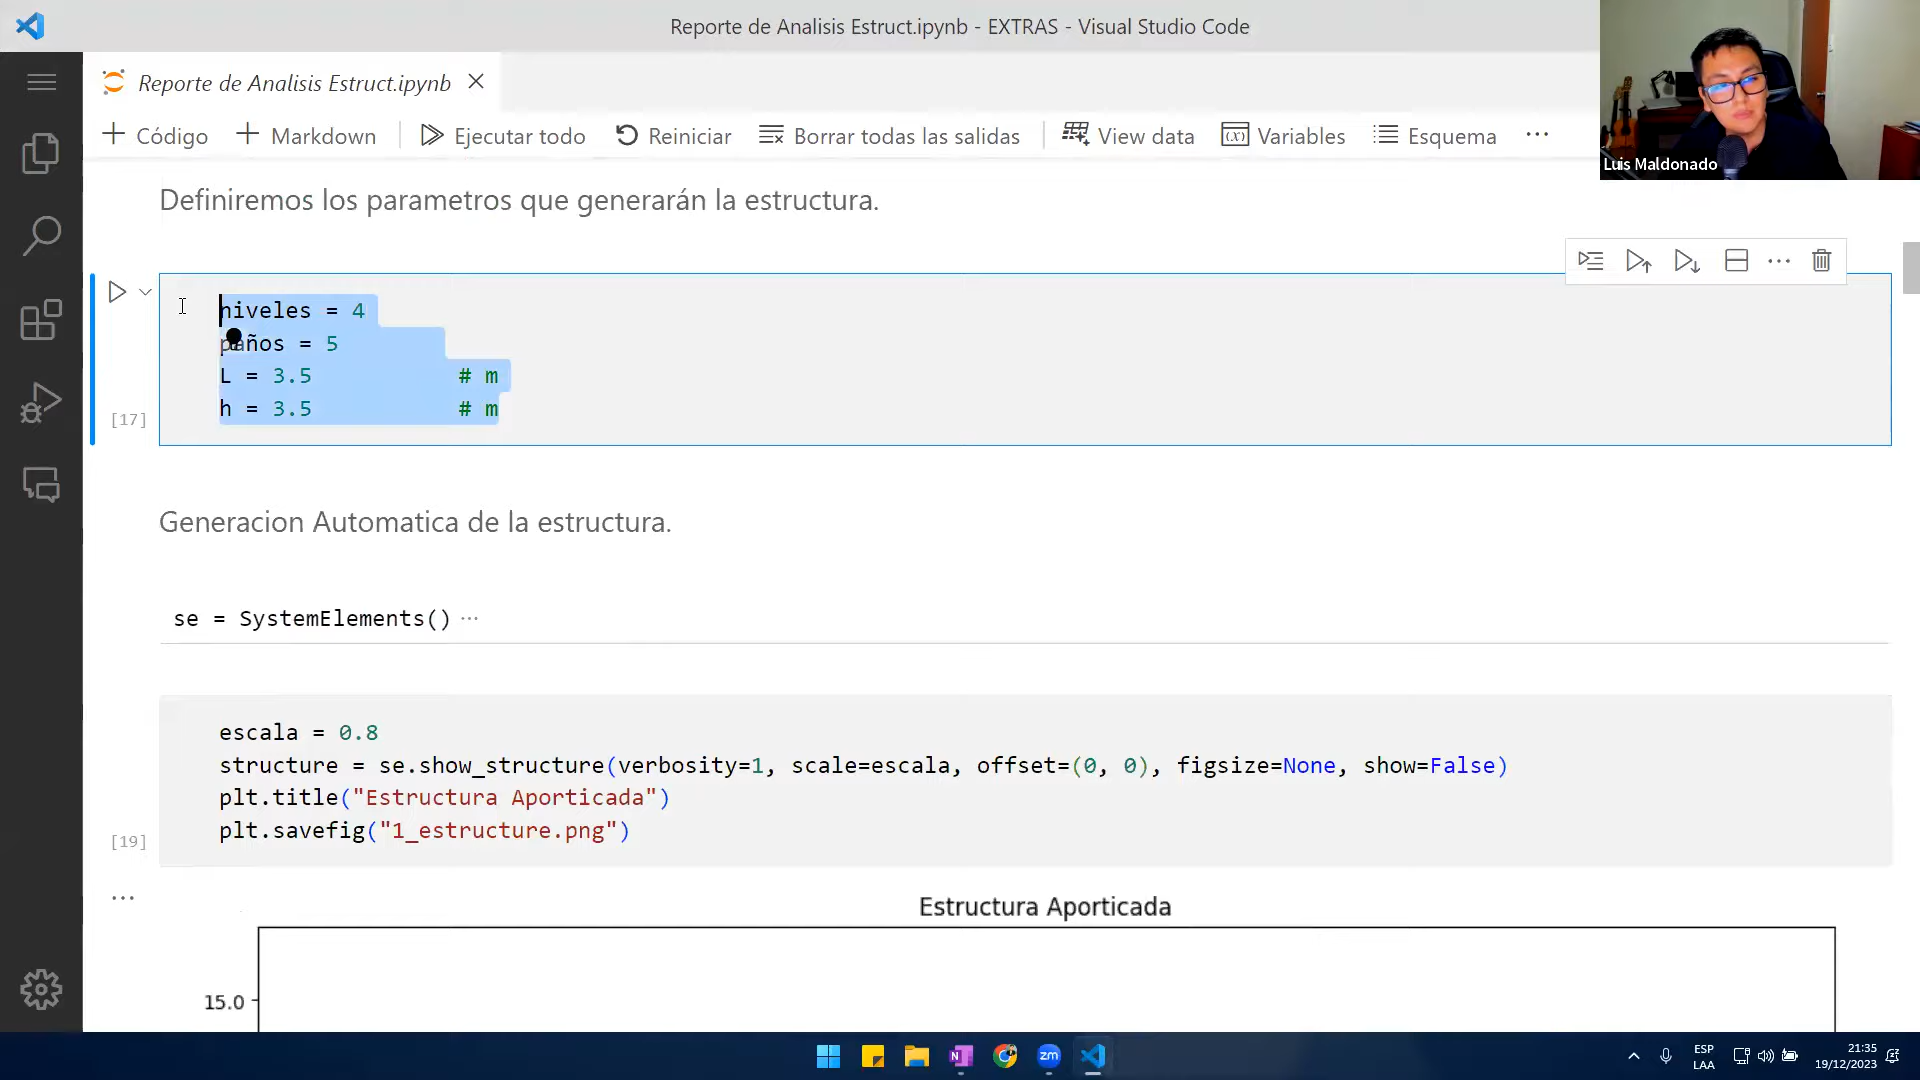 Reporte de Analisis Estruct.ipynb - EXTRAS - Visual Studio Code
Reporte de Analisis Estruct.ipynb
Código
Markdown
Ejecutar todo
Reiniciar
Borrar todas las salidas
View data
Variables
Esquema
Luis Maldonado
Definiremos los parametros que generarán la estructura.
niveles = 4
paños = 5
L = 3.5 # m
h = 3.5 # m
[17]
Generacion Automatica de la estructura.
se = SystemElements() ...
escala = 0.8
structure = se.show_structure(verbosity=1, scale=escala, offset=(0, 0), figsize=None, show=False)
plt.title("Estructura Aporticada")
plt.savefig("1_estructure.png")
[19]
Estructura Aporticada
15.0
zm
ESP
LAA
21:35
19/12/2023